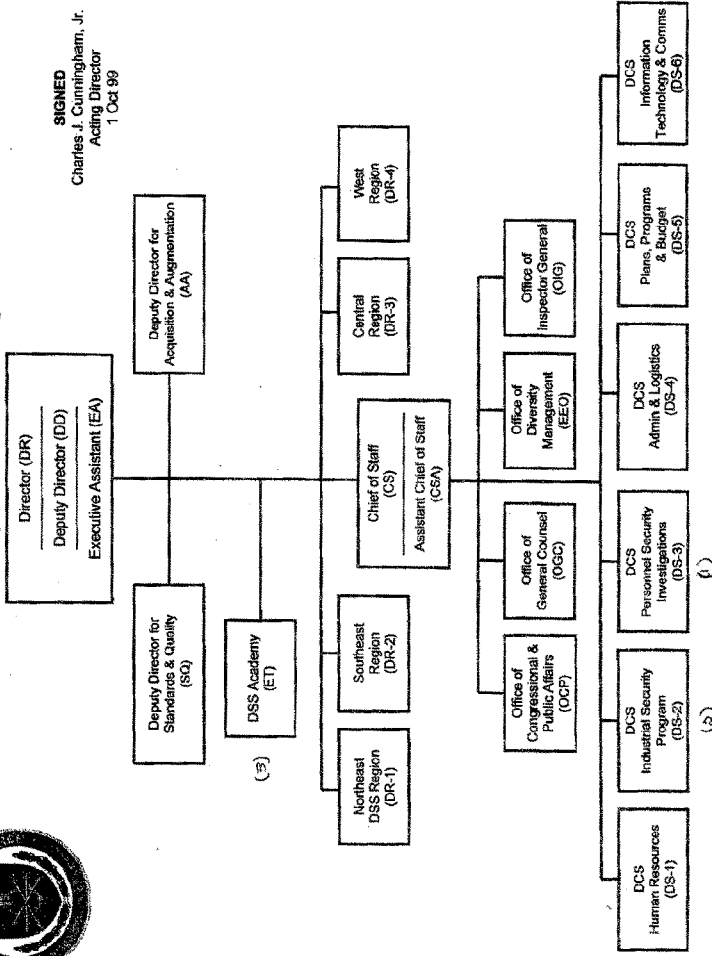 SIGNED
Charles J. Cunningham, Jr.
Acting Director
1 Oct 99
Director (DR)
Deputy Director (DD)
Executive Assistant (EA)
Deputy Director for
Standards & Quality
(SQ)
Deputy Director for
Acquisition & Augmentation
(AA)
DSS Academy
(ET)
(3)
Northeast
DSS Region
(DR-1)
Southeast
Region
(DR-2)
Central
Region
(DR-3)
West
Region
(DR-4)
Chief of Staff
(CS)
Assistant Chief of Staff
(CSA)
Office of
Congressional &
Public Affairs
(OCP)
Office of
General Counsel
(OGC)
Office of
Diversity
Management
(EEO)
Office of
Inspector General
(OIG)
DCS
Human Resources
(DS-1)
DCS
Industrial Security
Program
(DS-2)
DCS
Personnel Security
Investigations
(DS-3)
DCS
Admin & Logistics
(DS-4)
DCS
Plans, Programs
& Budget
(DS-5)
DCS
Information
Technology & Comms
(DS-6)
(2)
(1)